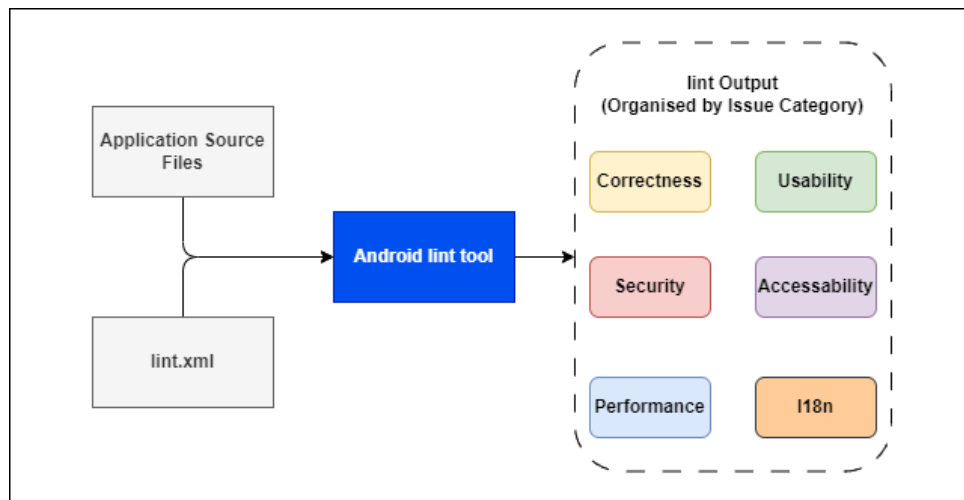 lint Output
(Organised by Issue Category)
Application Source
Files
Correctness
Usability
Android lint tool
Security
Accessability
lint.xml
Performance
I18n